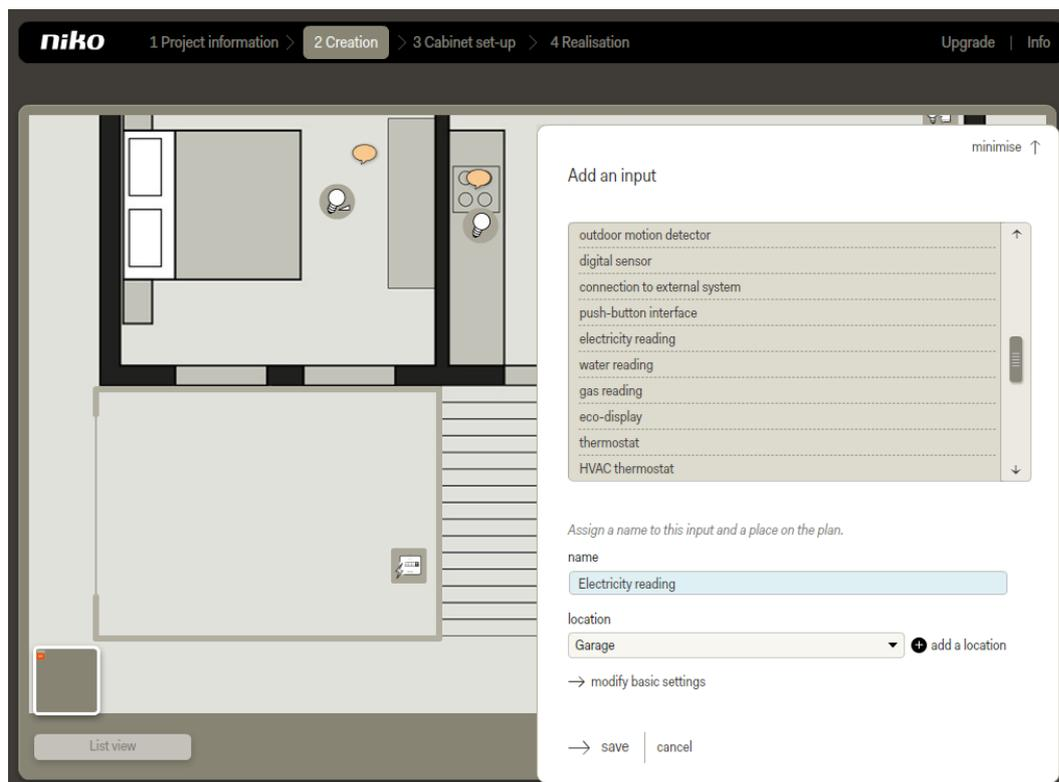 niko
1 Project information
2 Creation
3 Cabinet set-up
4 Realisation
Upgrade | Info
minimise
Add an input
outdoor motion detector
digital sensor
connection to external system
push-button interface
electricity reading
water reading
gas reading
eco-display
thermostat
HVAC thermostat
Assign a name to this input and a place on the plan.
name
Electricity reading
location
Garage
add a location
modify basic settings
save
cancel
List view